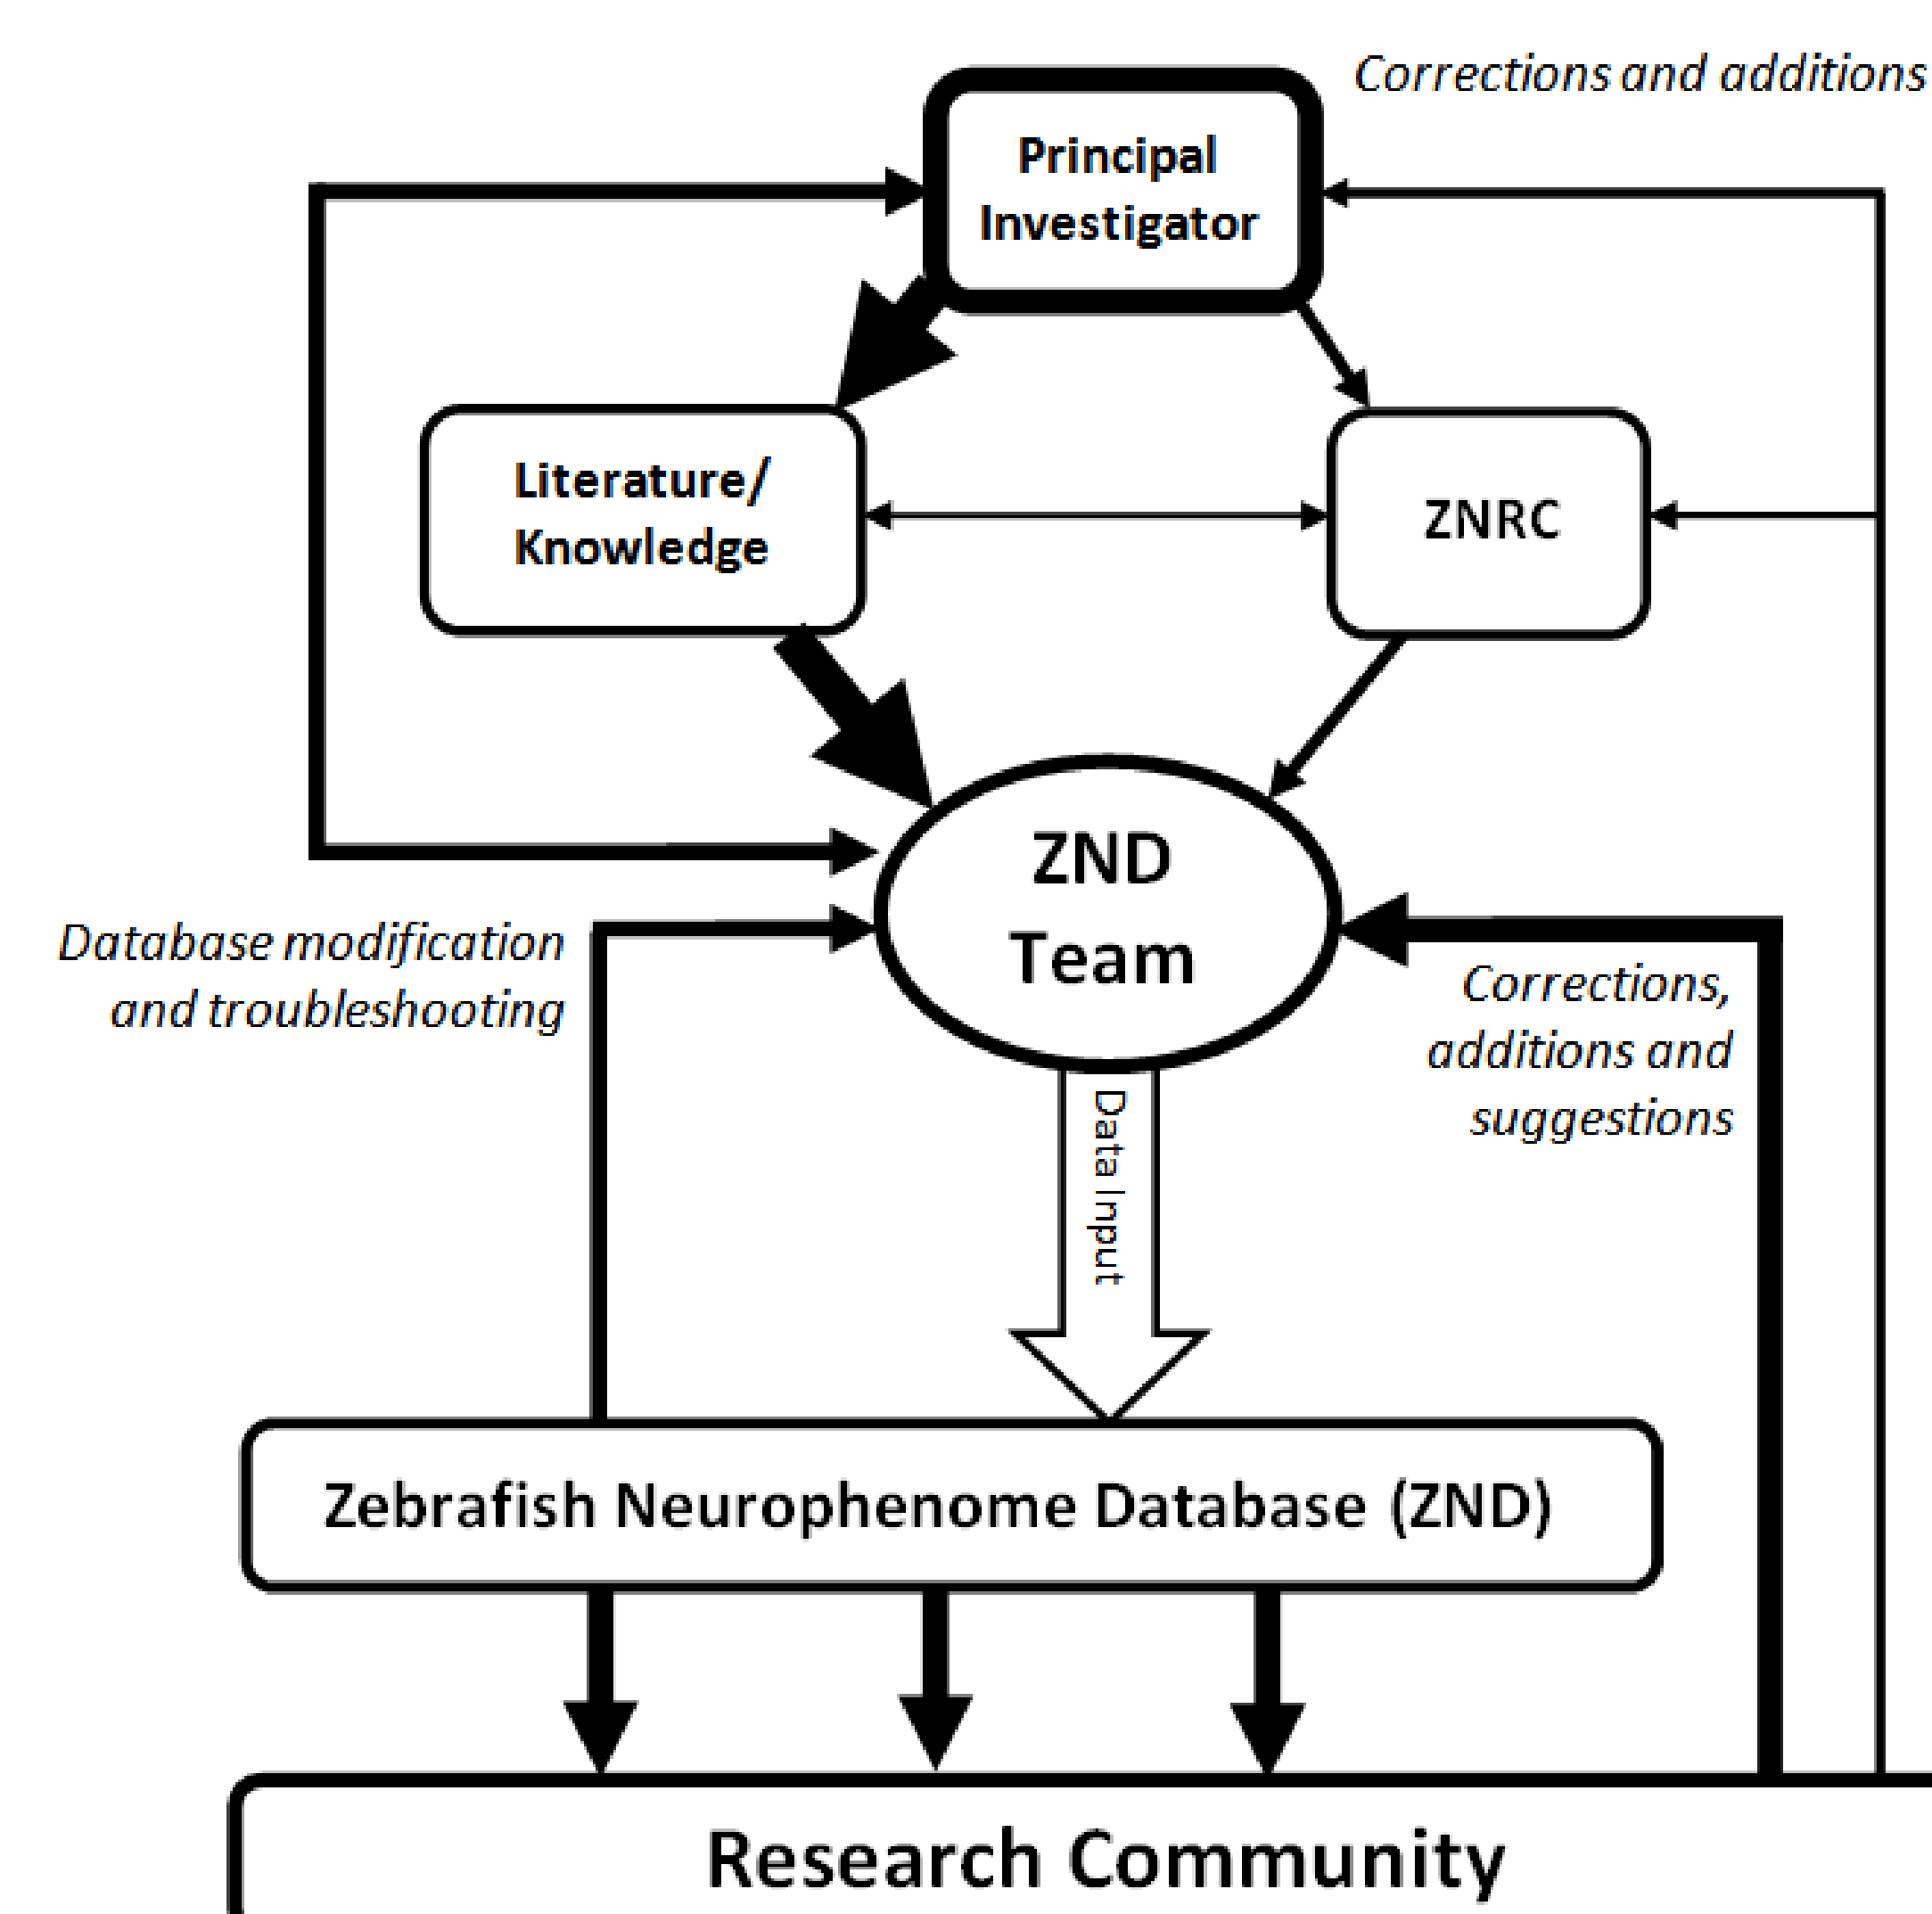 Corrections and additions
Principal
Investigator
Literature/
Knowledge
ZNRC
ZND
Team
Database modification
and troubleshooting
Corrections,
additions and
suggestions
Data Input
Zebrafish Neurophenome Database (ZND)
Research Community